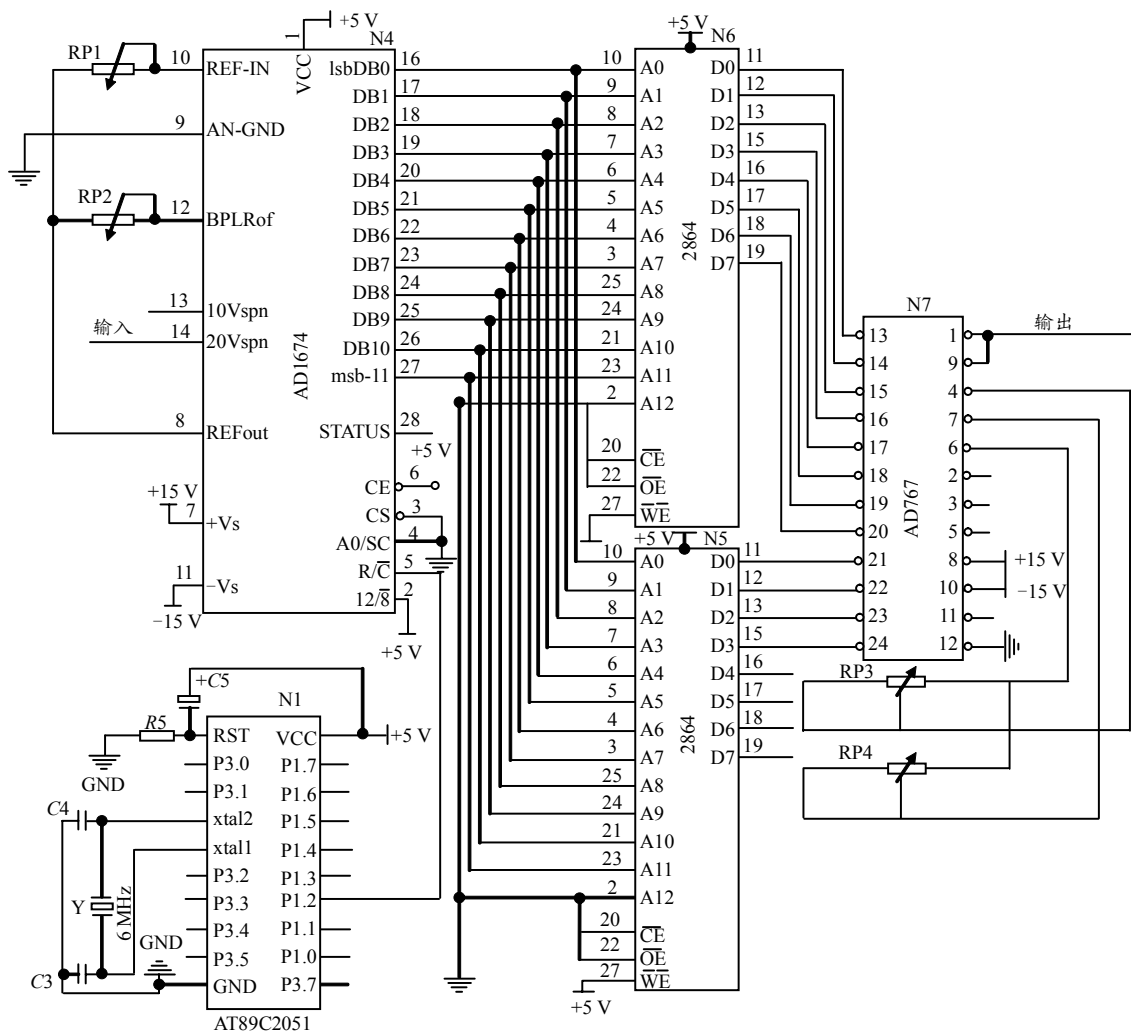 +5 V
N4
1
VCC
RP1
10
REF-IN
9
AN-GND
RP2
12
BPLRof
13
10Vspn
输入
14
20Vspn
8
REFout
+15 V
7
+Vs
11
−Vs
−15 V
AD1674
lsbDB0
16
DB1
17
DB2
18
DB3
19
DB4
20
DB5
21
DB6
22
DB7
23
DB8
24
DB9
25
DB10
26
msb-11
27
STATUS
28
+5 V
CE
6
CS
3
A0/SC
4
R/C̅
5
12/8̅
2
+5 V
+5 V
N6
10
A0
9
A1
8
A2
7
A3
6
A4
5
A5
4
A6
3
A7
25
A8
24
A9
21
A10
23
A11
2
A12
20
C̅E̅
22
O̅E̅
27
W̅E̅
2864
D0
11
D1
12
D2
13
D3
15
D4
16
D5
17
D6
18
D7
19
+5 V
N5
10
A0
9
A1
8
A2
7
A3
6
A4
5
A5
4
A6
3
A7
25
A8
24
A9
21
A10
23
A11
2
A12
20
C̅E̅
22
O̅E̅
27
W̅E̅
+5 V
2864
D0
11
D1
12
D2
13
D3
15
D4
16
D5
17
D6
18
D7
19
N7
13
14
15
16
17
18
19
20
21
22
23
24
AD767
1
9
4
7
6
2
3
5
8
10
11
12
输出
+15 V
−15 V
RP3
RP4
+C5
N1
R5
GND
RST
P3.0
P3.1
xtal2
xtal1
P3.2
P3.3
P3.4
P3.5
GND
VCC
P1.7
P1.6
P1.5
P1.4
P1.3
P1.2
P1.1
P1.0
P3.7
+5 V
C4
Y
6 MHz
GND
C3
AT89C2051